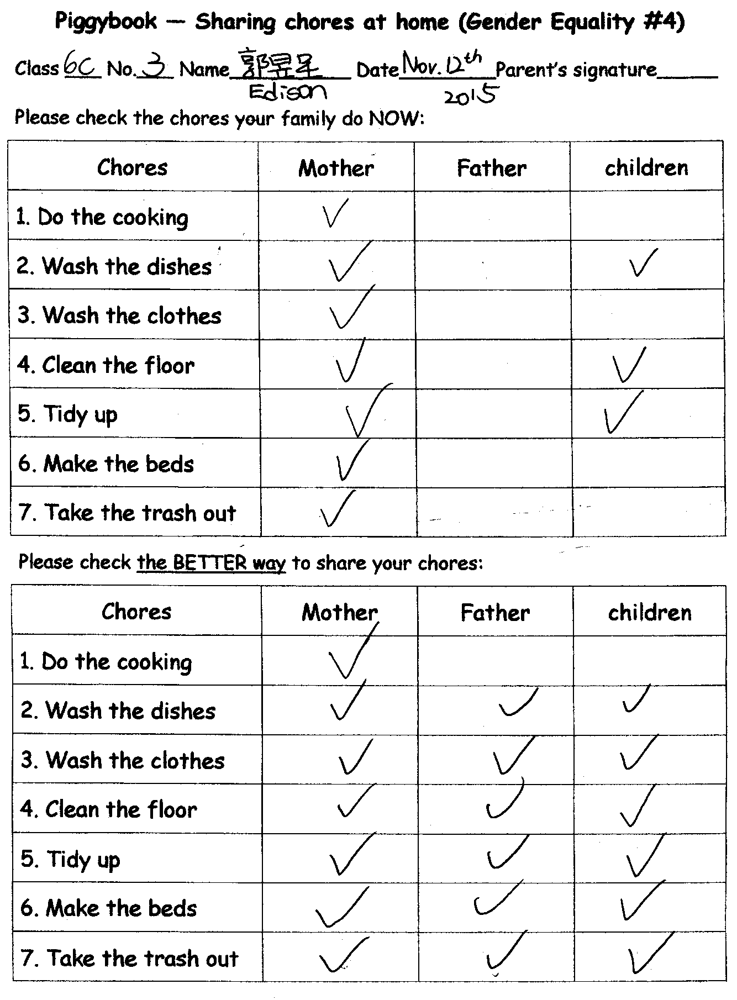 Piggybook — Sharing chores at home (Gender Equality #4)
Class 6C No. 3 Name 郭昱星 Date Nov. 12th Parent's signature
Edison 2015
Please check the chores your family do NOW:
Chores Mother Father children
1. Do the cooking ✓
2. Wash the dishes ✓ ✓
3. Wash the clothes ✓
4. Clean the floor ✓ ✓
5. Tidy up ✓ ✓
6. Make the beds ✓
7. Take the trash out ✓
Please check the BETTER way to share your chores:
Chores Mother Father children
1. Do the cooking ✓
2. Wash the dishes ✓ ✓ ✓
3. Wash the clothes ✓ ✓ ✓
4. Clean the floor ✓ ✓ ✓
5. Tidy up ✓ ✓ ✓
6. Make the beds ✓ ✓ ✓
7. Take the trash out ✓ ✓ ✓